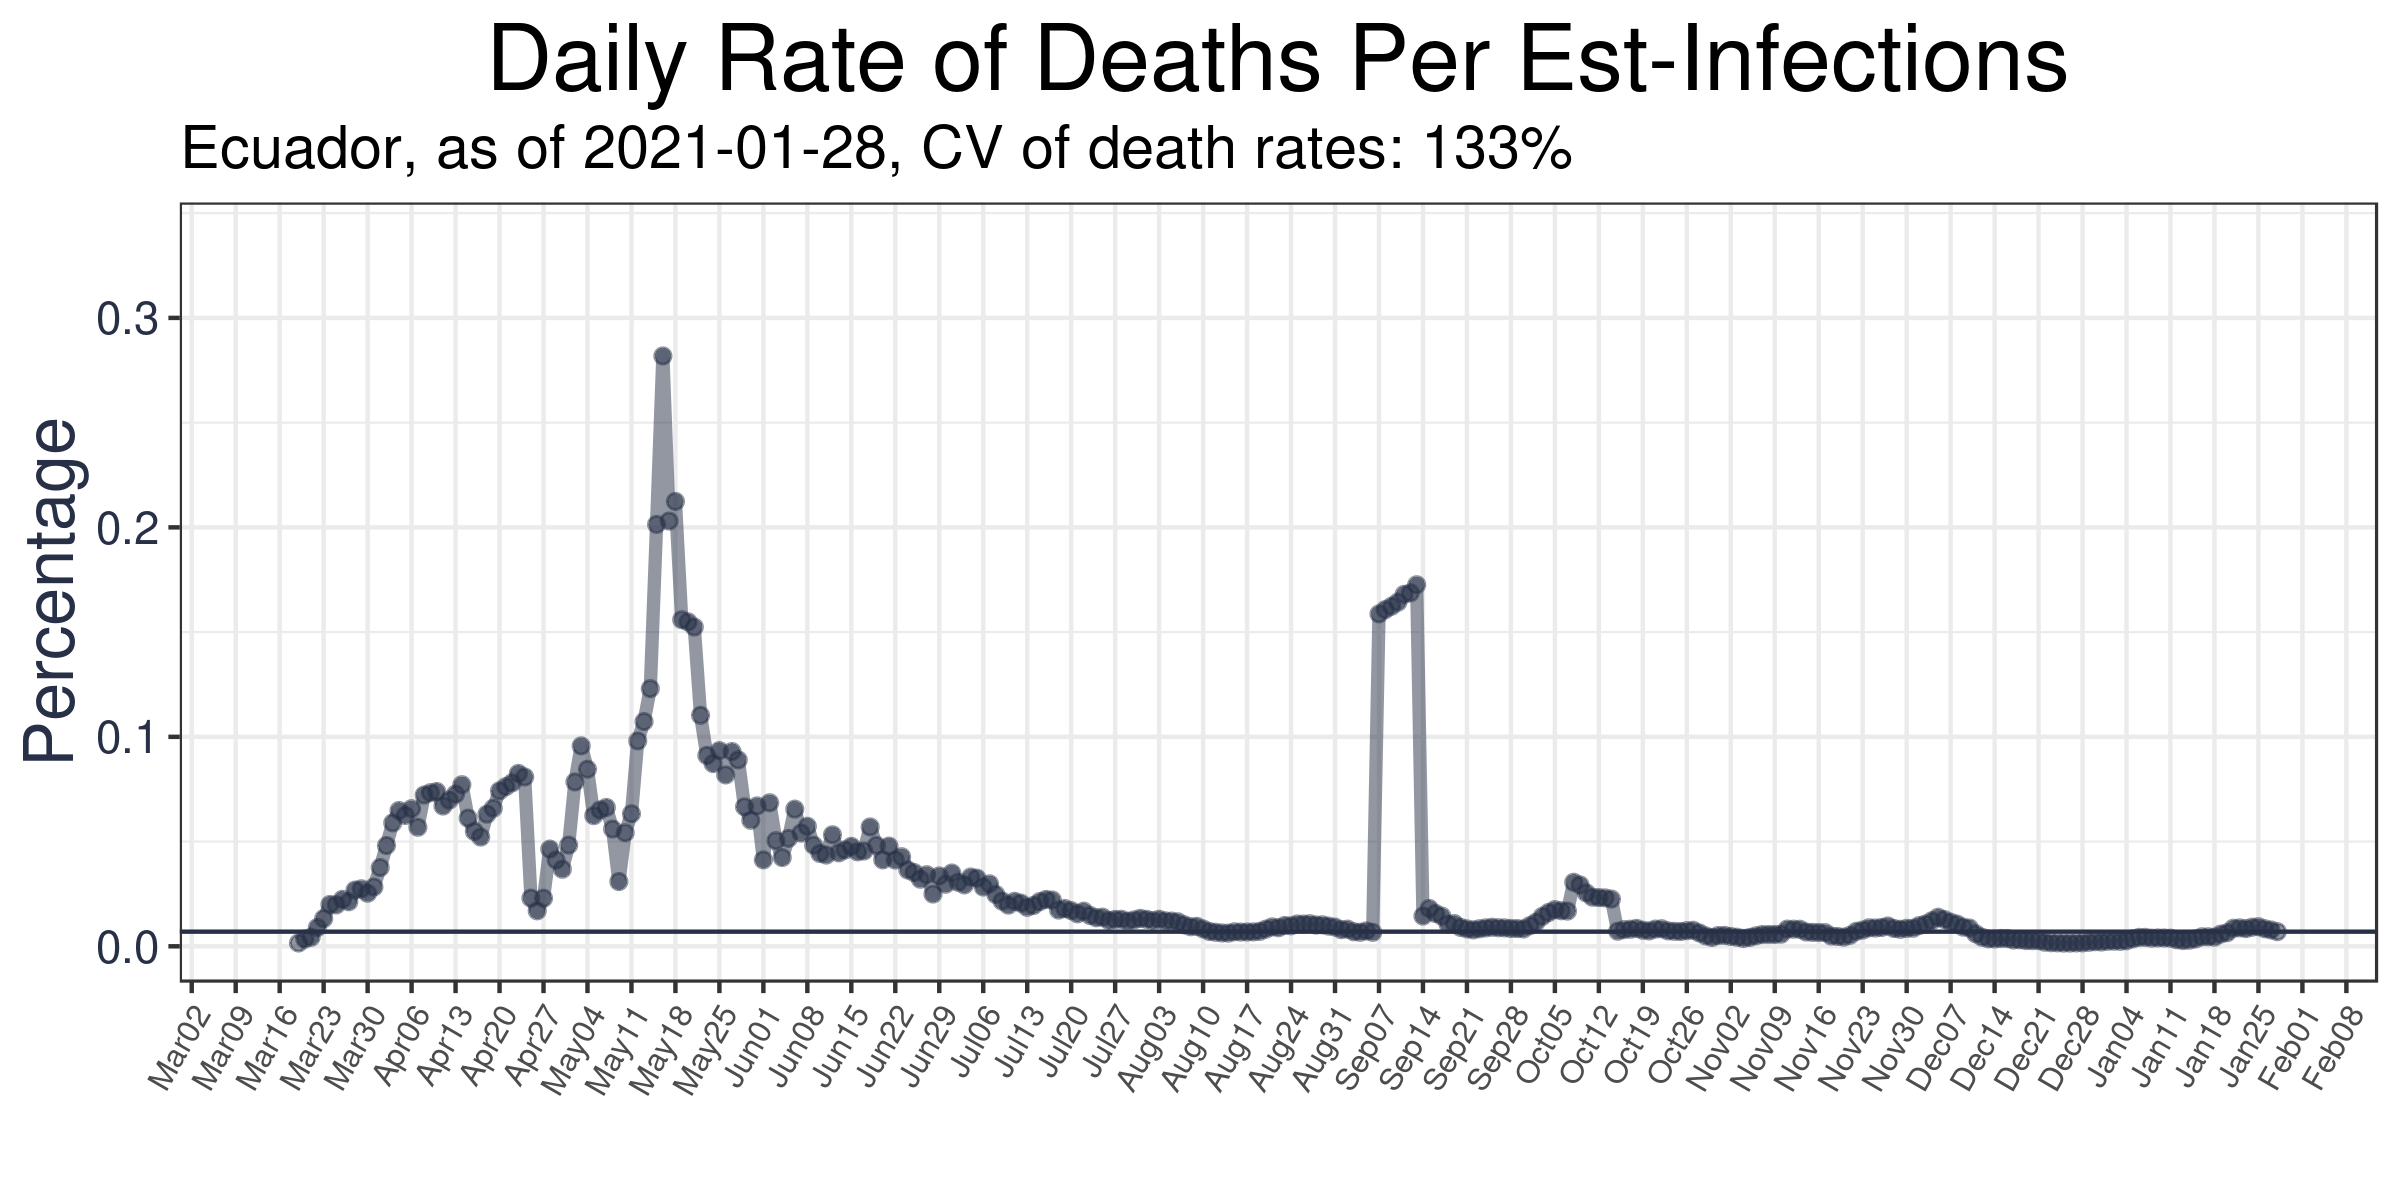 Daily Rate of Deaths Per Est-Infections
Ecuador, as of 2021-01-28, CV of death rates: 133%
Percentage
0.3
0.2
0.1
0.0
Mar02
Mar09
Mar16
Mar23
Mar30
Apr06
Apr13
Apr20
Apr27
May04
May11
May18
May25
Jun01
Jun08
Jun15
Jun22
Jun29
Jul06
Jul13
Jul20
Jul27
Aug03
Aug10
Aug17
Aug24
Aug31
Sep07
Sep14
Sep21
Sep28
Oct05
Oct12
Oct19
Oct26
Nov02
Nov09
Nov16
Nov23
Nov30
Dec07
Dec14
Dec21
Dec28
Jan04
Jan11
Jan18
Jan25
Feb01
Feb08